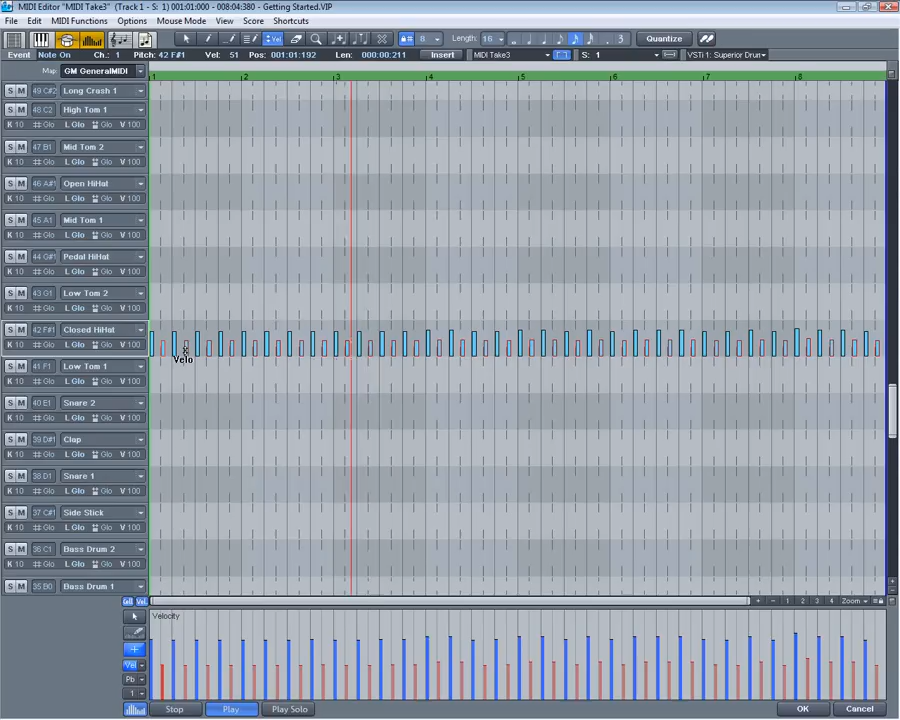 MIDI Editor "MIDI Take3" (Track 1 - S: 1) 001:01:000 - 008:04:380 - Getting Started.VIP
File Edit MIDI Functions Options Mouse Mode View Score Shortcuts
Vel 8 Length: 16 3 Quantize
Event Note On Ch.: 1 Pitch: 42 F#1 Vel: 51 Pos: 001:01:192 Len: 000:00:211 Insert MIDI Take3 S: 1 VSTi 1: Superior Drum
Map: GM GeneralMIDI 1 2 3 4 5 6 7 8
S M 49 C#2 Long Crash 1
S M 48 C2 High Tom 1
K 10 Glo L Glo Glo V 100
S M 47 B1 Mid Tom 2
K 10 Glo L Glo Glo V 100
S M 46 A#1 Open HiHat
K 10 Glo L Glo Glo V 100
S M 45 A1 Mid Tom 1
K 10 Glo L Glo Glo V 100
S M 44 G#1 Pedal HiHat
K 10 Glo L Glo Glo V 100
S M 43 G1 Low Tom 2
K 10 Glo L Glo Glo V 100
S M 42 F#1 Closed HiHat
K 10 Glo L Glo Glo V 100
Velo
S M 41 F1 Low Tom 1
K 10 Glo L Glo Glo V 100
S M 40 E1 Snare 2
K 10 Glo L Glo Glo V 100
S M 39 D#1 Clap
K 10 Glo L Glo Glo V 100
S M 38 D1 Snare 1
K 10 Glo L Glo Glo V 100
S M 37 C#1 Side Stick
K 10 Glo L Glo Glo V 100
S M 36 C1 Bass Drum 2
K 10 Glo L Glo Glo V 100
S M 35 B0 Bass Drum 1
Cell Vel 1 2 3 4 Zoom
Velocity
Vel
Pb
1
Stop Play Play Solo OK Cancel